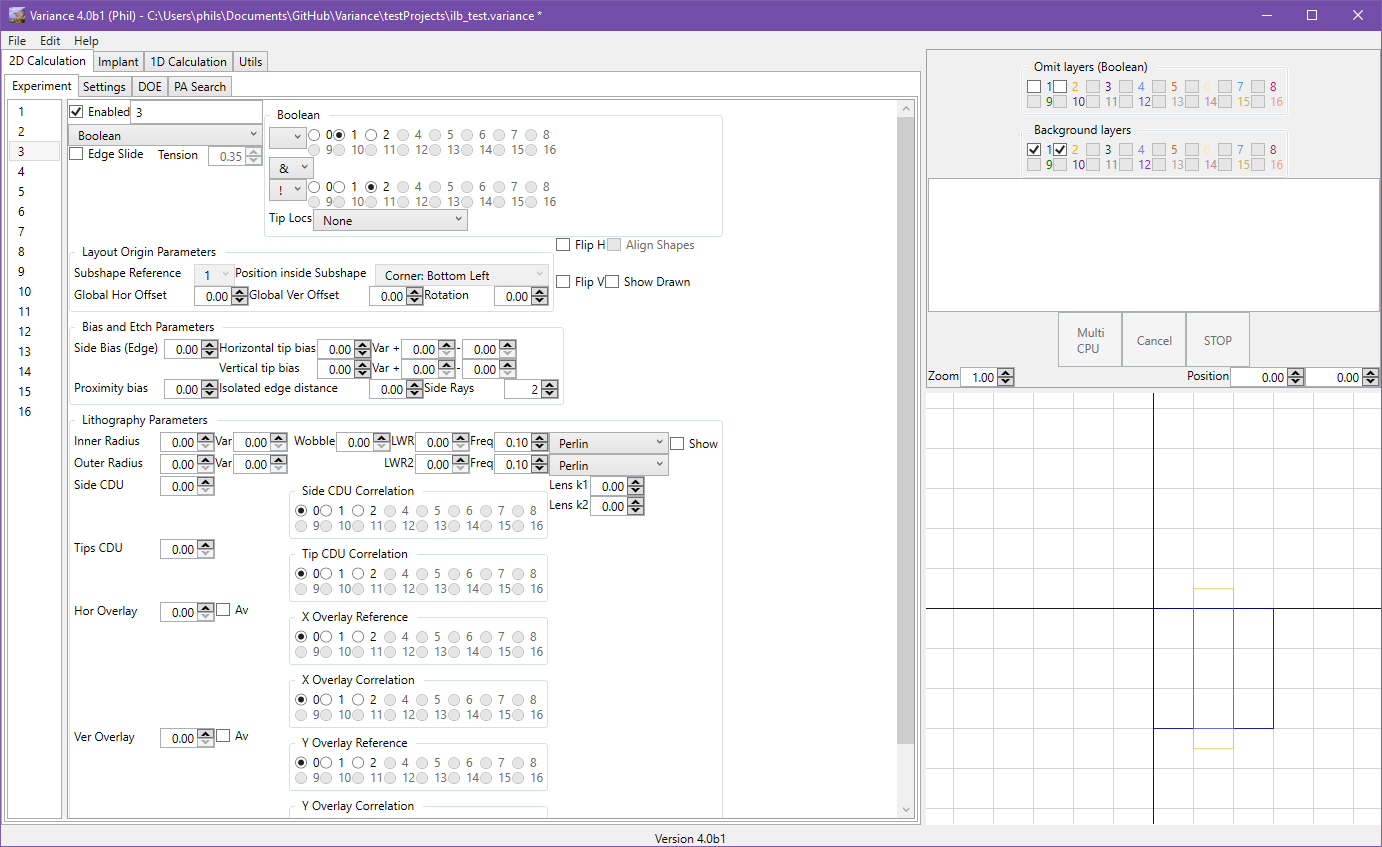 Variance 4.0b1 (Phil) - C:\Users\phils\Documents\GitHub\Variance\testProjects\ilb_test.variance *
File Edit Help
2D Calculation Implant 1D Calculation Utils
Experiment Settings DOE PA Search
1
2
3
4
5
6
7
8
9
10
11
12
13
14
15
16
Enabled 3
Boolean
Edge Slide Tension 0.35
Boolean
0 1 2 4 5 6 7 8
9 10 11 12 13 14 15 16
&
! 0 1 2 4 5 6 7 8
9 10 11 12 13 14 15 16
Tip Locs None
Layout Origin Parameters
Subshape Reference 1 Position inside Subshape Corner: Bottom Left
Global Hor Offset 0.00 Global Ver Offset 0.00 Rotation 0.00
Flip H Align Shapes
Flip V Show Drawn
Bias and Etch Parameters
Side Bias (Edge) 0.00 Horizontal tip bias 0.00 Var + 0.00 - 0.00
Vertical tip bias 0.00 Var + 0.00 - 0.00
Proximity bias 0.00 Isolated edge distance 0.00 Side Rays 2
Lithography Parameters
Inner Radius 0.00 Var 0.00 Wobble 0.00 LWR 0.00 Freq 0.10 Perlin Show
Outer Radius 0.00 Var 0.00 LWR2 0.00 Freq 0.10 Perlin
Side CDU 0.00
Side CDU Correlation
0 1 2 4 5 6 7 8
9 10 11 12 13 14 15 16
Lens k1 0.00
Lens k2 0.00
Tips CDU 0.00
Tip CDU Correlation
0 1 2 4 5 6 7 8
9 10 11 12 13 14 15 16
Hor Overlay 0.00 Av
X Overlay Reference
0 1 2 4 5 6 7 8
9 10 11 12 13 14 15 16
X Overlay Correlation
0 1 2 4 5 6 7 8
9 10 11 12 13 14 15 16
Ver Overlay 0.00 Av
Y Overlay Reference
0 1 2 4 5 6 7 8
9 10 11 12 13 14 15 16
Y Overlay Correlation
Omit layers (Boolean)
1 2 3 4 5 6 7 8
9 10 11 12 13 14 15 16
Background layers
1 2 3 4 5 6 7 8
9 10 11 12 13 14 15 16
Multi
CPU
Cancel
STOP
Zoom 1.00 Position 0.00 0.00
Version 4.0b1